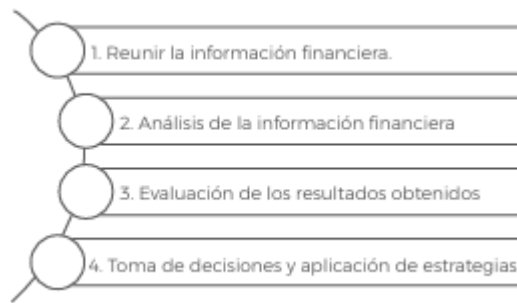 1. Reunir la información financiera.
2. Análisis de la información financiera
3. Evaluación de los resultados obtenidos
4. Toma de decisiones y aplicación de estrategias